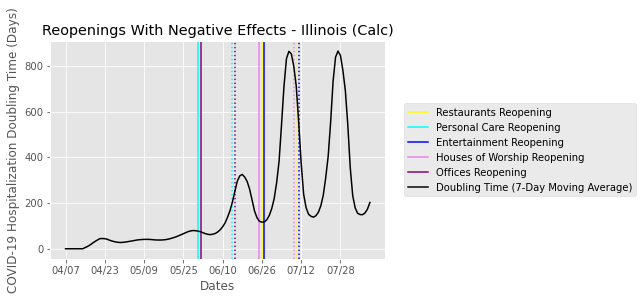 Reopenings With Negative Effects - Illinois (Calc)
COVID-19 Hospitalization Doubling Time (Days)
800
600
400
200
0
04/07 04/23 05/09 05/25 06/10 06/26 07/12 07/28
Dates
Restaurants Reopening
Personal Care Reopening
Entertainment Reopening
Houses of Worship Reopening
Offices Reopening
Doubling Time (7-Day Moving Average)